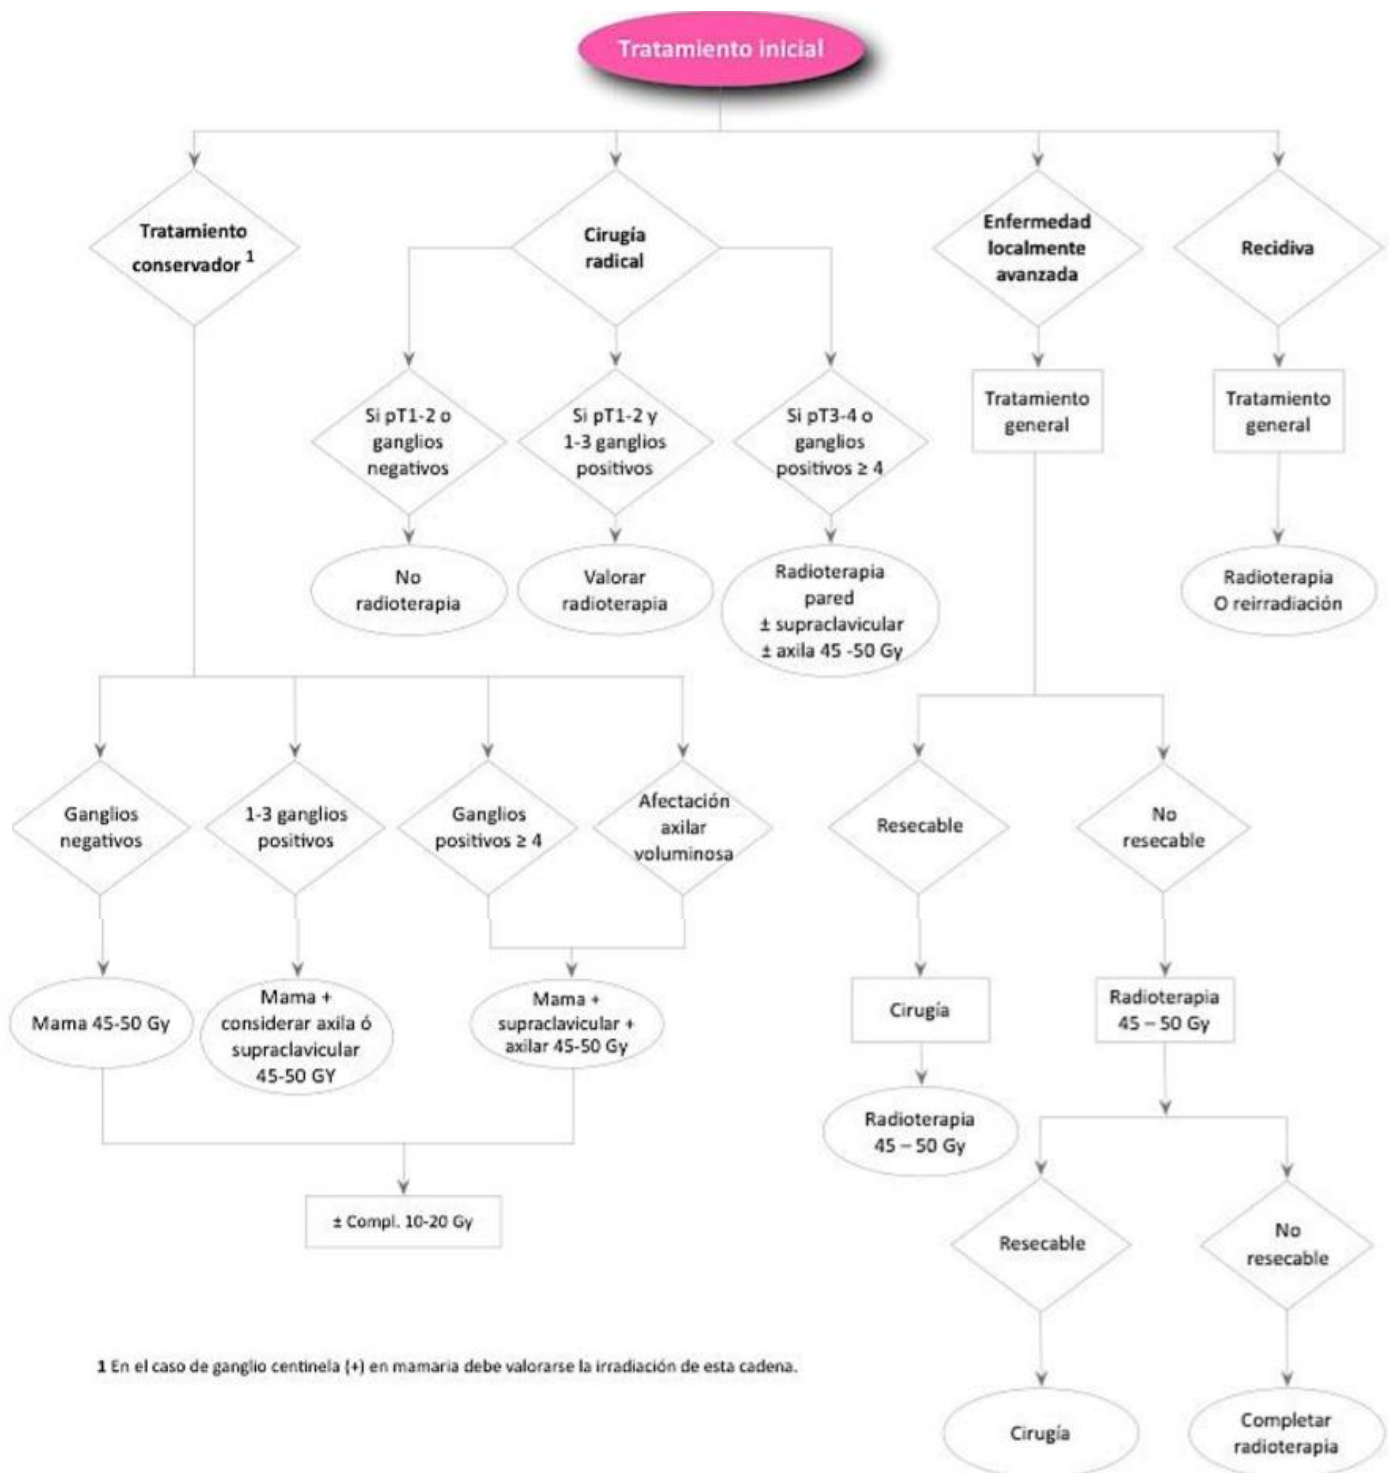 Tratamiento inicial
Tratamiento
conservador 1
Cirugía
radical
Enfermedad
localmente
avanzada
Recidiva
Si pT1-2 o
ganglios
negativos
Si pT1-2 y
1-3 ganglios
positivos
Si pT3-4 o
ganglios
positivos ≥ 4
Tratamiento
general
Tratamiento
general
No
radioterapia
Valorar
radioterapia
Radioterapia
pared
± supraclavicular
± axila 45 -50 Gy
Radioterapia
O reirradiación
Ganglios
negativos
1-3 ganglios
positivos
Ganglios
positivos ≥ 4
Afectación
axilar
voluminosa
Resecable
No
resecable
Mama 45-50 Gy
Mama +
considerar axila ó
supraclavicular
45-50 GY
Mama +
supraclavicular +
axilar 45-50 Gy
Cirugía
Radioterapia
45 – 50 Gy
Radioterapia
45 – 50 Gy
± Compl. 10-20 Gy
Resecable
No
resecable
1 En el caso de ganglio centinela (+) en mamaria debe valorarse la irradiación de esta cadena.
Cirugía
Completar
radioterapia